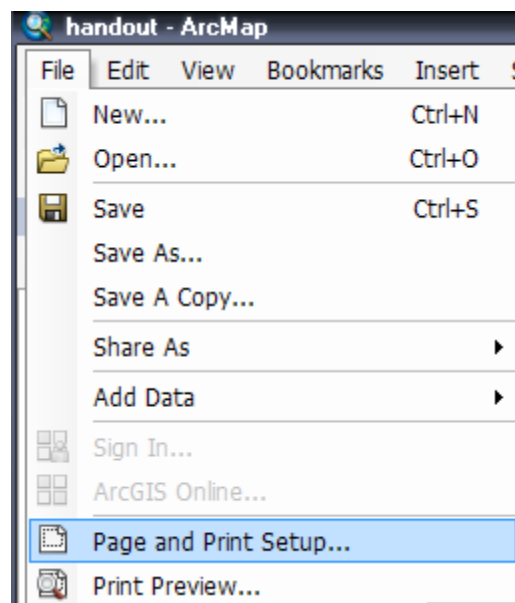 handout - ArcMap
File Edit View Bookmarks Insert
New... Ctrl+N
Open... Ctrl+O
Save Ctrl+S
Save As...
Save A Copy...
Share As
Add Data
Sign In...
ArcGIS Online...
Page and Print Setup...
Print Preview...